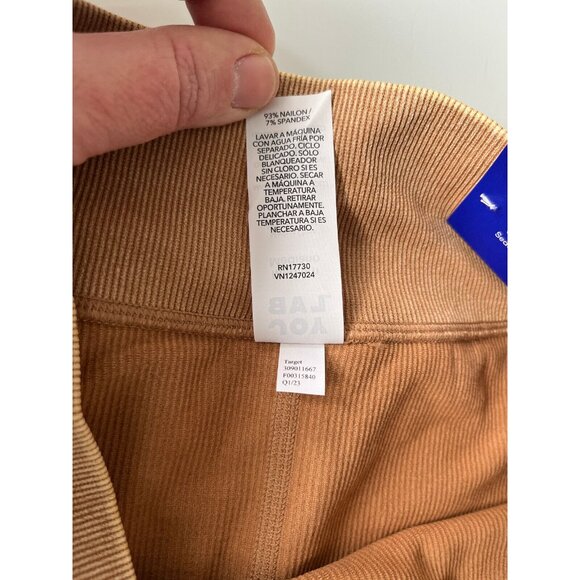 93% NAILON /
7% SPANDEX
LAVAR A MÁQUINA
CON AGUA FRÍA POR
SEPARADO, CICLO
DELICADO. SÓLO
BLANQUEADOR
SIN CLORO SI ES
NECESARIO. SECAR
A MÁQUINA A
TEMPERATURA
BAJA. RETIRAR
OPORTUNAMENTE.
PLANCHAR A BAJA
TEMPERATURA SI ES
NECESARIO.
RN17730
VN1247024
LAB
JOY
Target
309011667
F00315840
Q1/23